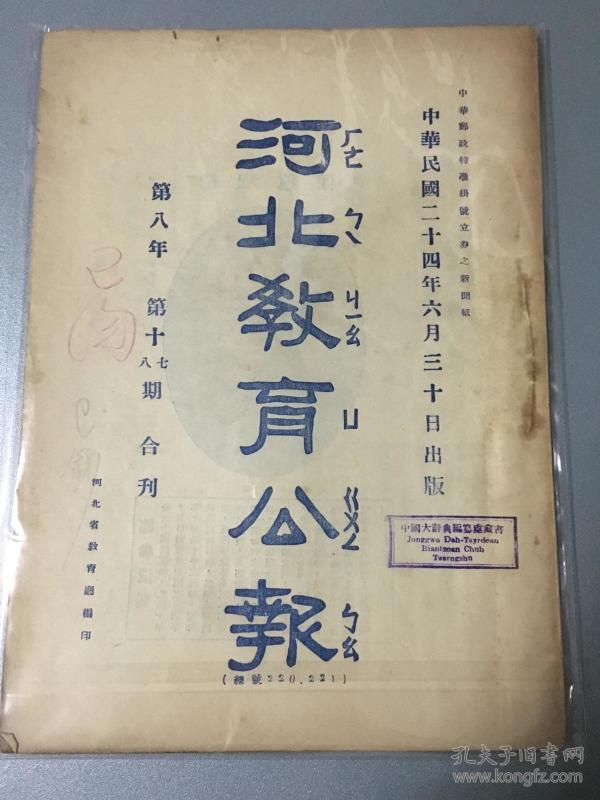 中華郵政特准掛號立券之新聞紙
中華民國二十四年六月三十日出版
河北教育公報
ㄏㄜ ㄅㄟ ㄐㄧㄠ ㄩ ㄍㄨㄥ ㄅㄠ
(總號220.221)
第八年 第十七八期 合刊
河北省教育廳編印
中國大辭典編纂處藏書
Jonggwo Dah-Tsyrdean
Biantzoan Chuh
Tsarngshu
孔夫子旧书网
www.kongfz.com